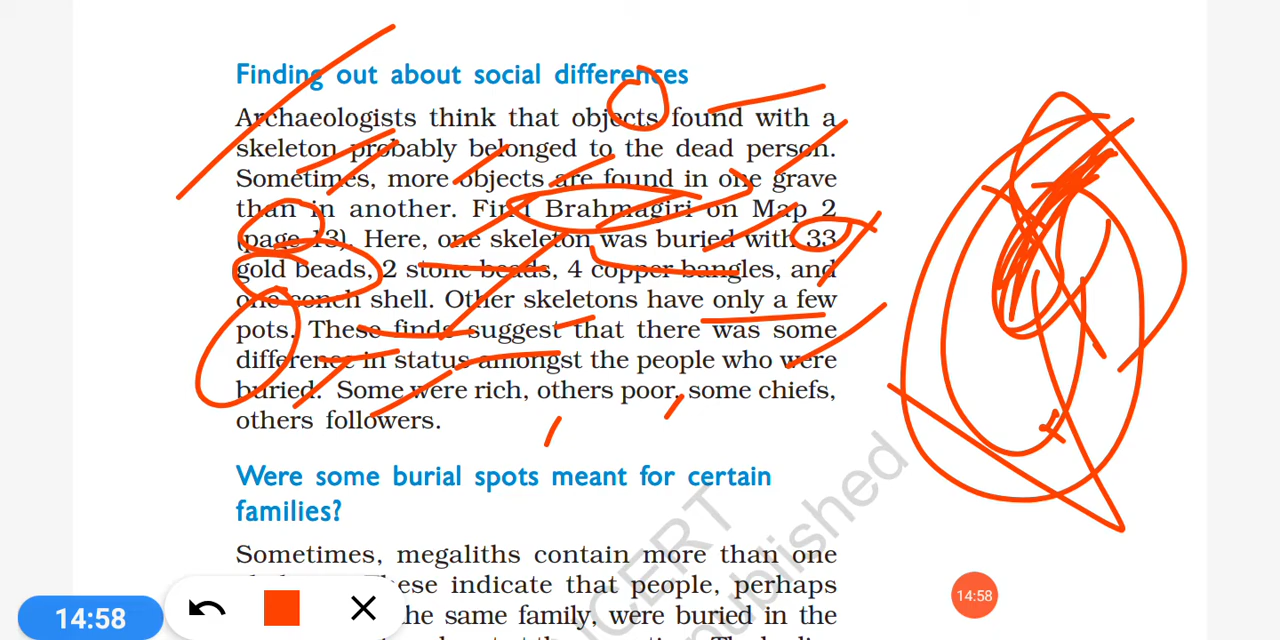 Finding out about social differences
Archaeologists think that objects found with a
skeleton probably belonged to the dead person.
Sometimes, more objects are found in one grave
than in another. Find Brahmagiri on Map 2
(page 13). Here, one skeleton was buried with 33
gold beads, 2 stone beads, 4 copper bangles, and
one conch shell. Other skeletons have only a few
pots. These finds suggest that there was some
difference in status amongst the people who were
buried. Some were rich, others poor, some chiefs,
others followers.
Were some burial spots meant for certain
families?
Sometimes, megaliths contain more than one
indicate that people, perhaps
the same family, were buried in the
NCERT
published
14:58
14:58